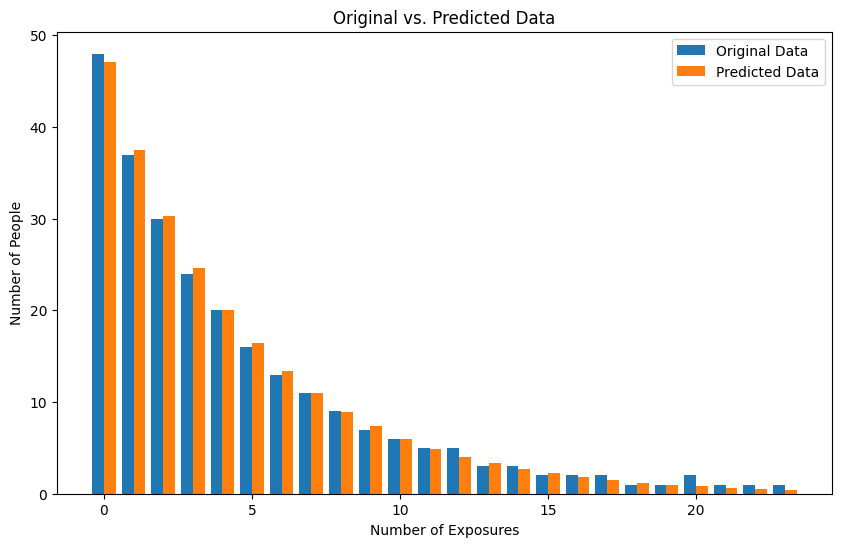 Original vs. Predicted Data
Original Data
Predicted Data
Number of People
50
40
30
20
10
0
0 5 10 15 20
Number of Exposures